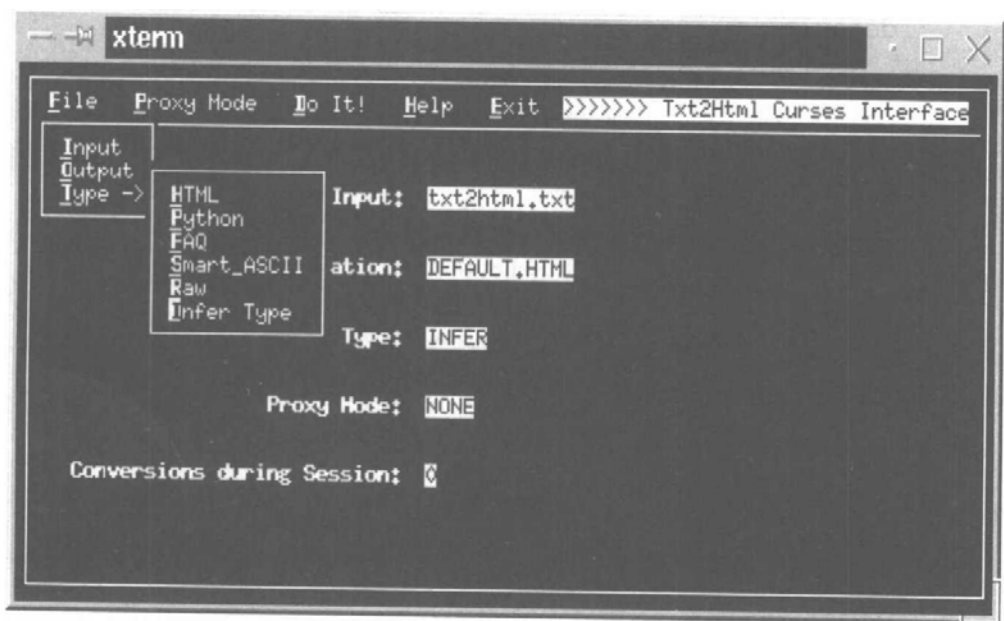 xterm
File Proxy Mode Do It! Help Exit >>>>>>> Txt2Html Curses Interface
Input
Output
Type ->
HTML
Python
FAQ
Smart_ASCII
Raw
Infer Type
Input: txt2html.txt
ation: DEFAULT.HTML
Type: INFER
Proxy Mode: NONE
Conversions during Session: 0